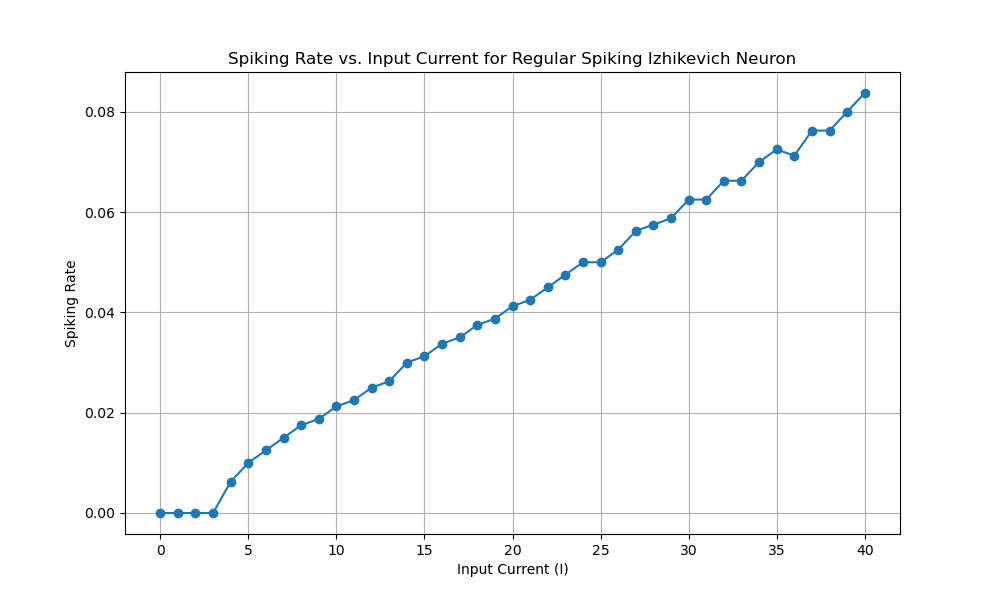 Spiking Rate vs. Input Current for Regular Spiking Izhikevich Neuron
Spiking Rate
0.08
0.06
0.04
0.02
0.00
0 5 10 15 20 25 30 35 40
Input Current (I)